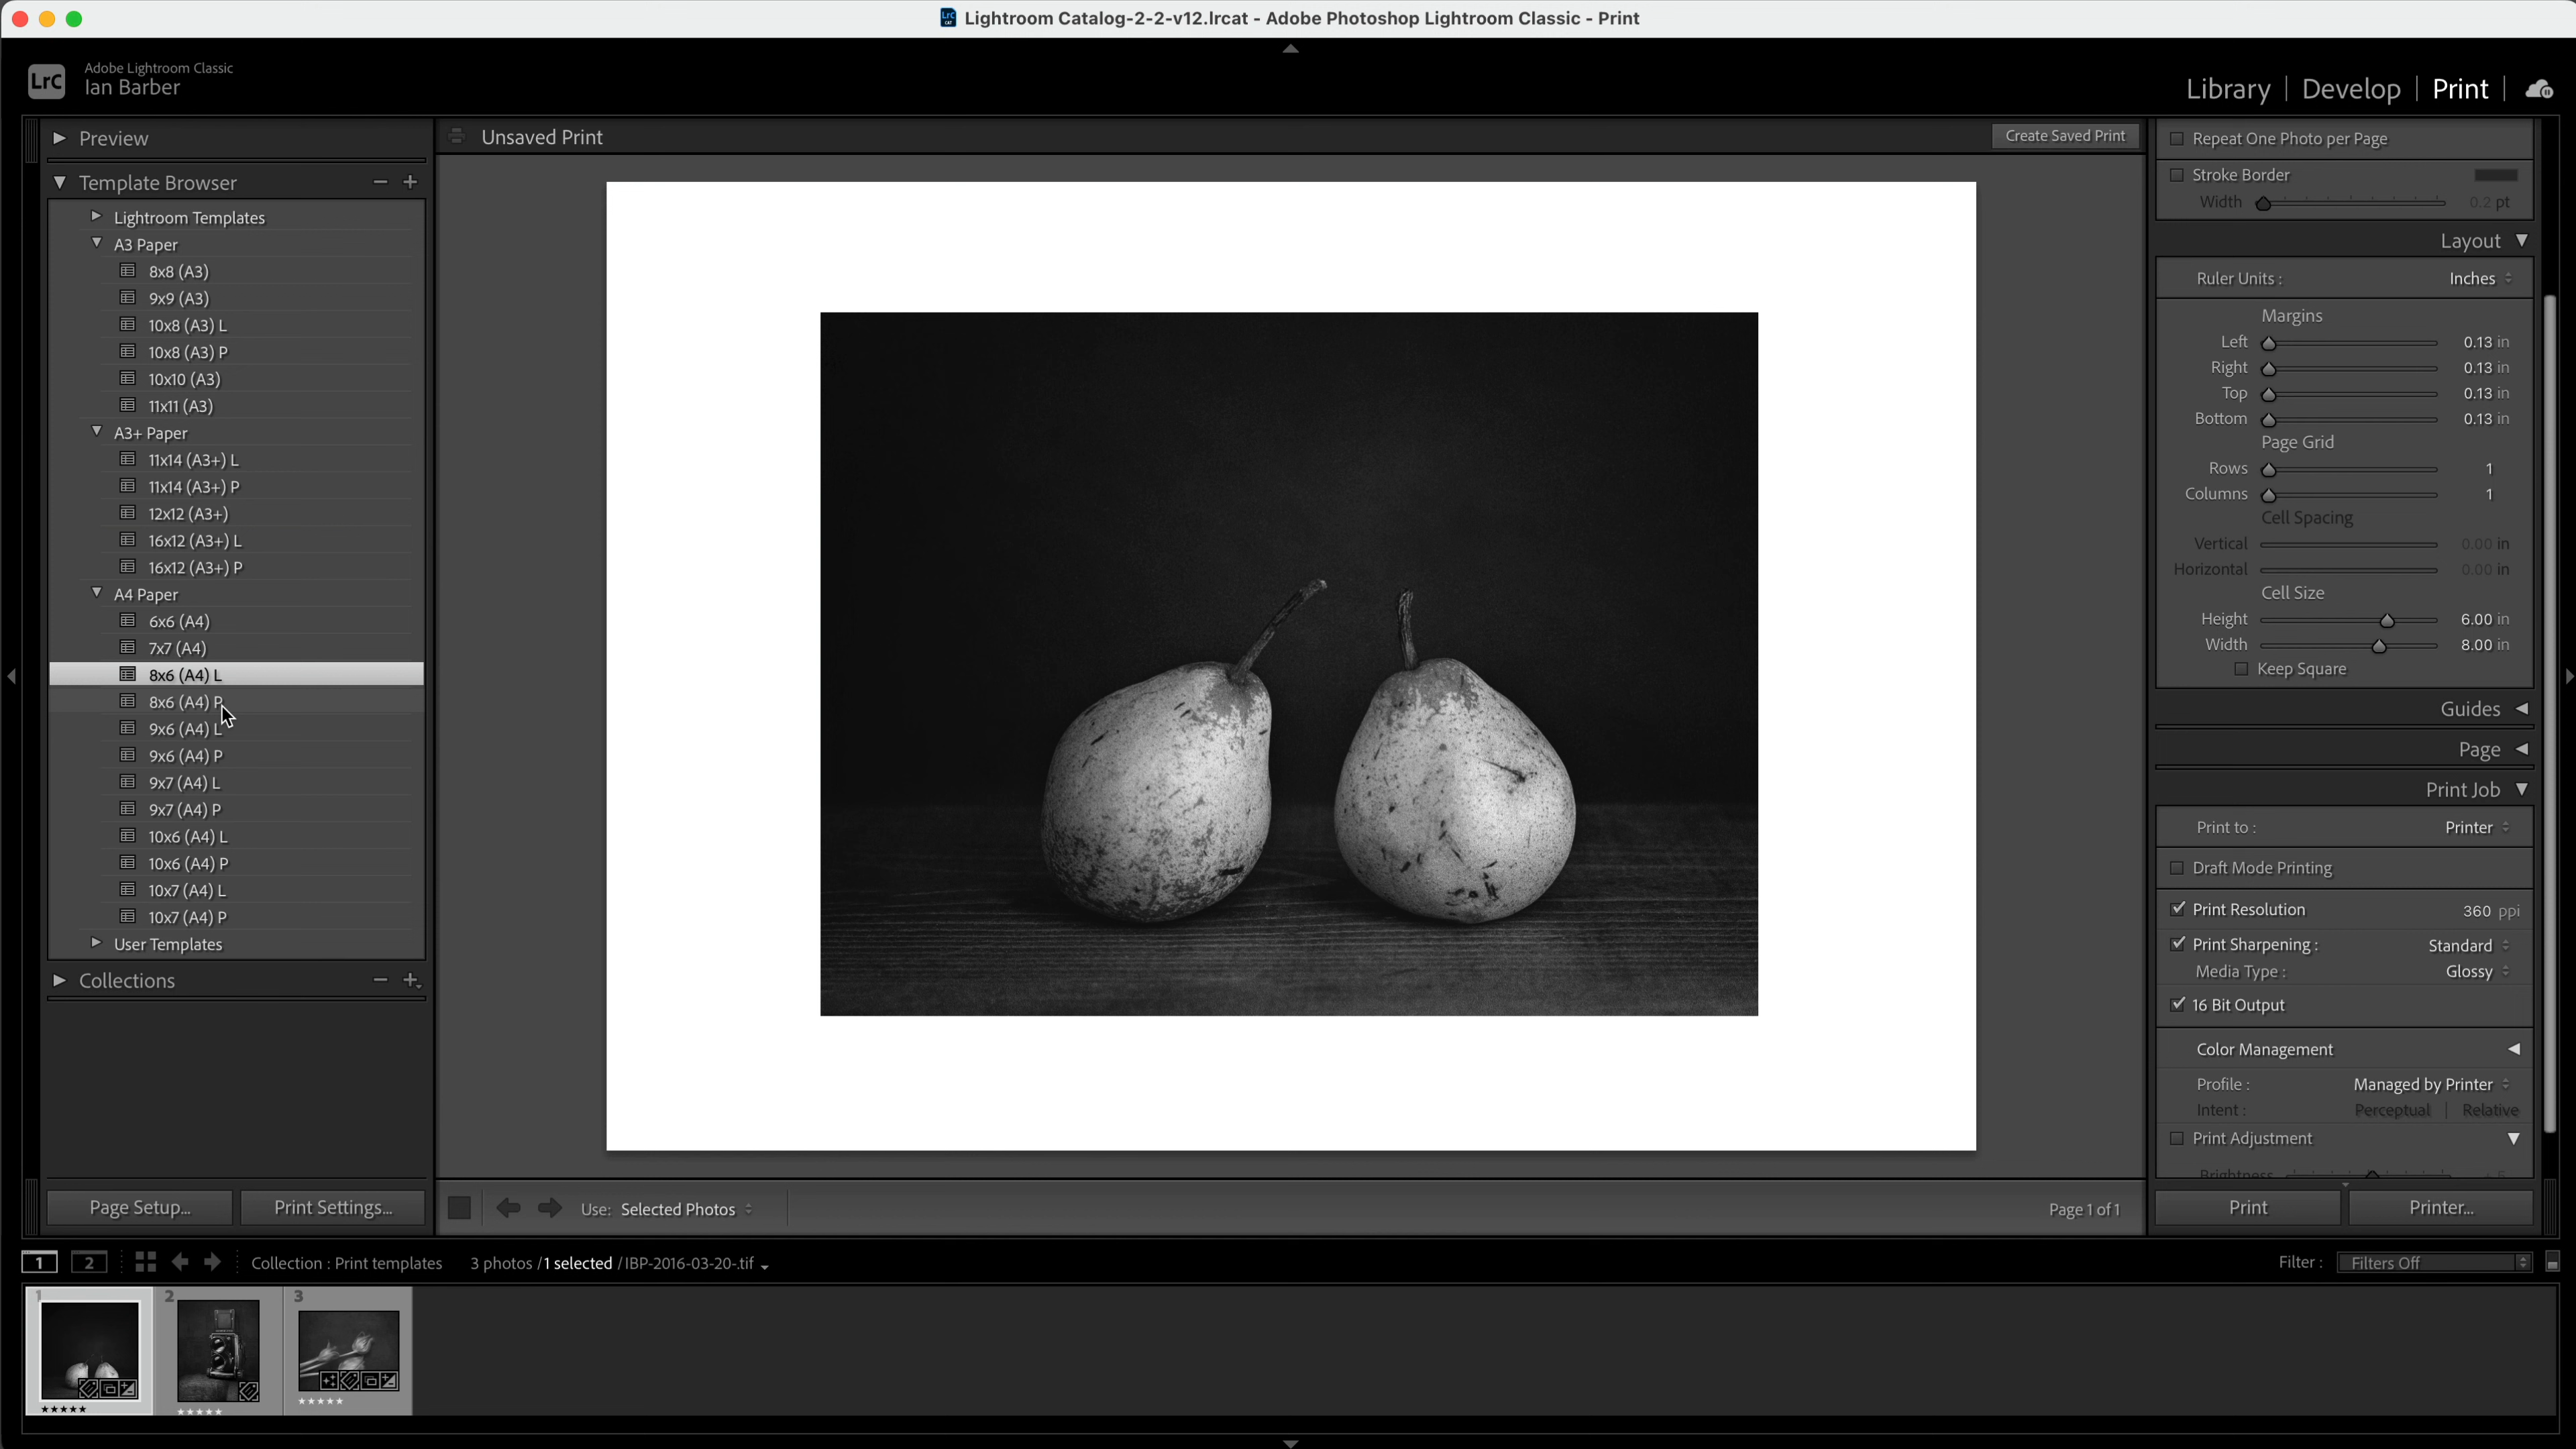 Lightroom Catalog-2-2-v12.lrcat - Adobe Photoshop Lightroom Classic - Print
LrC
Adobe Lightroom Classic
Ian Barber
Library | Develop | Print |
Preview
Template Browser
Lightroom Templates
A3 Paper
8x8 (A3)
9x9 (A3)
10x8 (A3) L
10x8 (A3) P
10x10 (A3)
11x11 (A3)
A3+ Paper
11x14 (A3+) L
11x14 (A3+) P
12x12 (A3+)
16x12 (A3+) L
16x12 (A3+) P
A4 Paper
6x6 (A4)
7x7 (A4)
8x6 (A4) L
8x6 (A4) P
9x6 (A4) L
9x6 (A4) P
9x7 (A4) L
9x7 (A4) P
10x6 (A4) L
10x6 (A4) P
10x7 (A4) L
10x7 (A4) P
User Templates
Collections
Page Setup...
Print Settings...
Unsaved Print
Create Saved Print
Use: Selected Photos
Page 1 of 1
Repeat One Photo per Page
Stroke Border
Width 0.2 pt
Layout
Ruler Units : Inches
Margins
Left 0.13 in
Right 0.13 in
Top 0.13 in
Bottom 0.13 in
Page Grid
Rows 1
Columns 1
Cell Spacing
Vertical 0.00 in
Horizontal 0.00 in
Cell Size
Height 6.00 in
Width 8.00 in
Keep Square
Guides
Page
Print Job
Print to : Printer
Draft Mode Printing
Print Resolution 360 ppi
Print Sharpening : Standard
Media Type : Glossy
16 Bit Output
Color Management
Profile : Managed by Printer
Intent : Perceptual | Relative
Print Adjustment
Brightness
Print
Printer...
1 2 Collection : Print templates 3 photos / 1 selected / IBP-2016-03-20-.tif
Filter : Filters Off
1 2 3